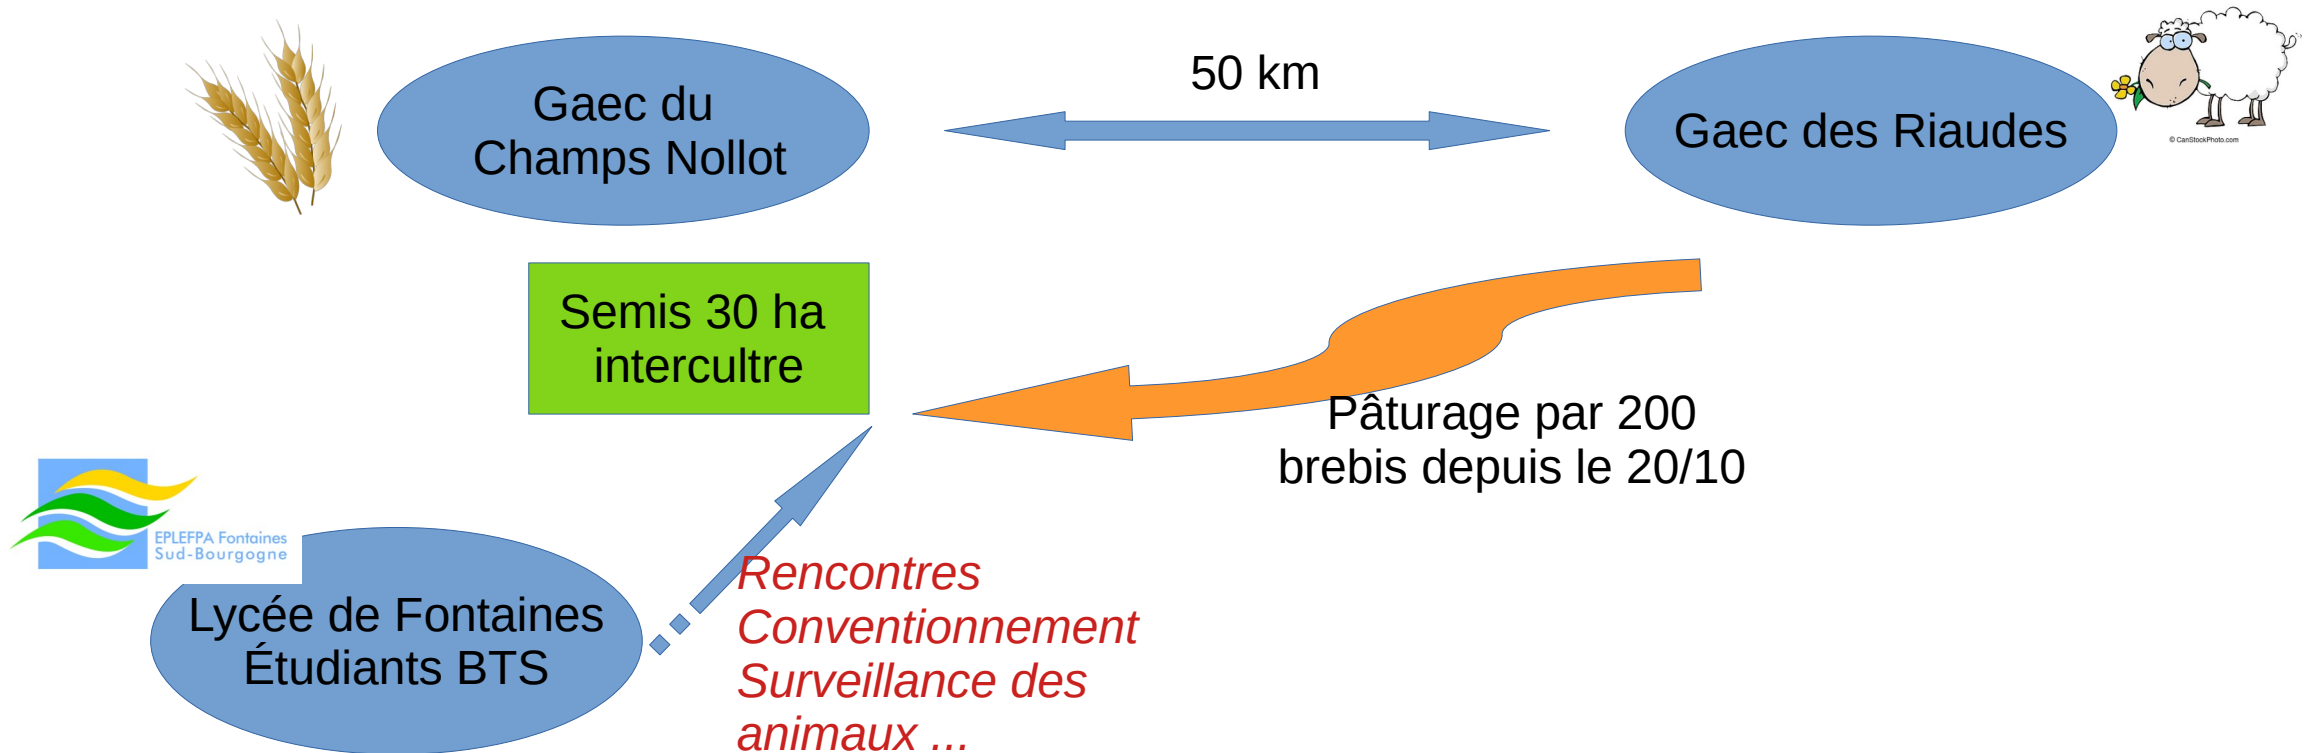 Gaec du
Champs Nollot
50 km
Gaec des Riaudes
© CanStockPhoto.com
Semis 30 ha
intercultre
Pâturage par 200
brebis depuis le 20/10
EPLEFPA Fontaines
Sud-Bourgogne
Lycée de Fontaines
Étudiants BTS
Rencontres
Conventionnement
Surveillance des
animaux ...